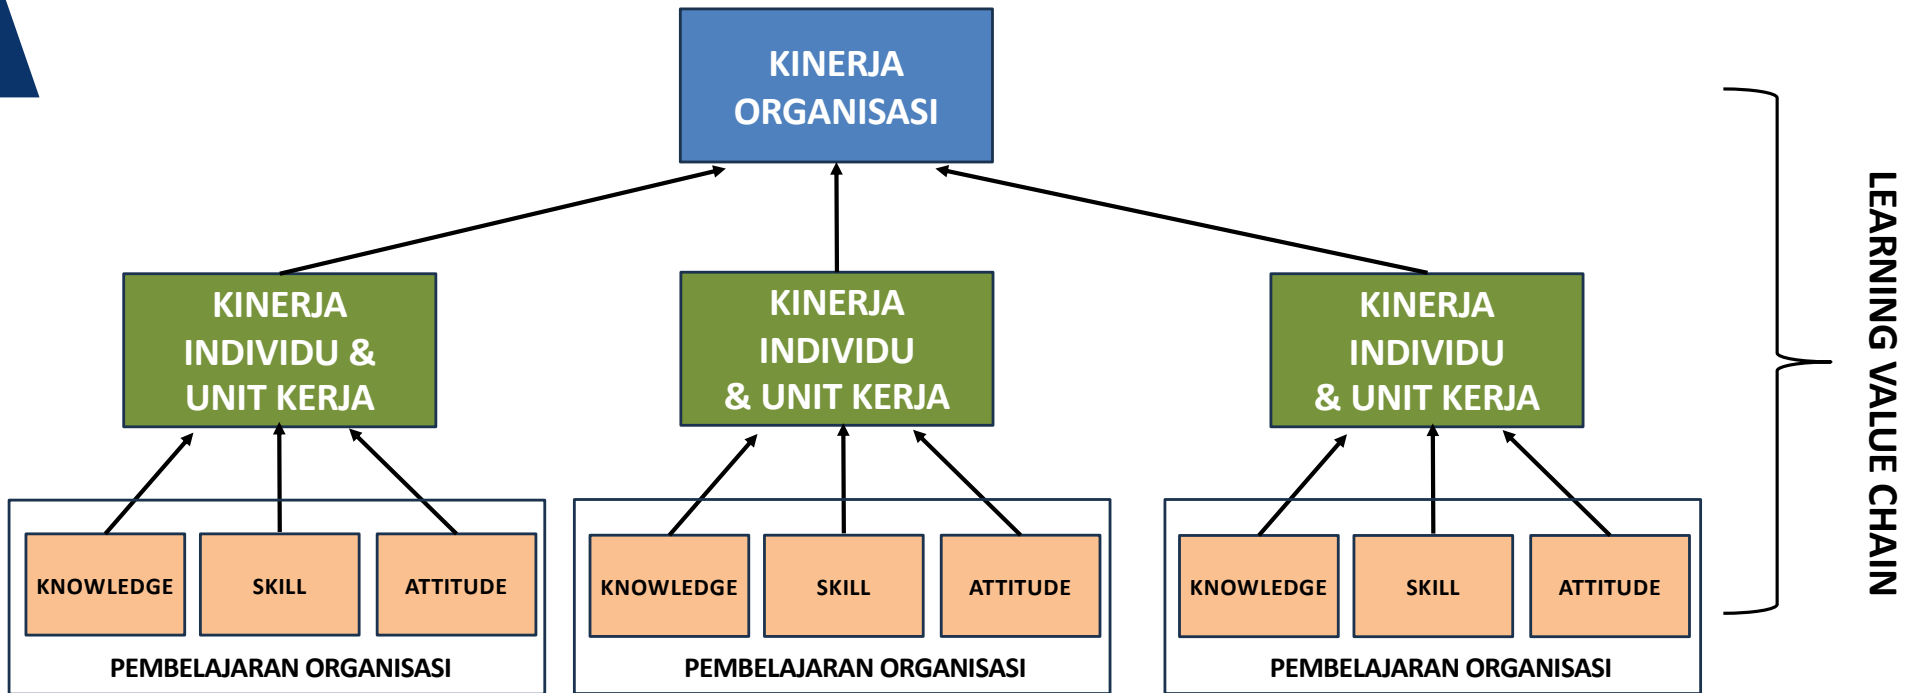 KINERJA
ORGANISASI
KINERJA
INDIVIDU &
UNIT KERJA
KINERJA
INDIVIDU
& UNIT KERJA
KINERJA
INDIVIDU
& UNIT KERJA
KNOWLEDGE
SKILL
ATTITUDE
PEMBELAJARAN ORGANISASI
KNOWLEDGE
SKILL
ATTITUDE
PEMBELAJARAN ORGANISASI
KNOWLEDGE
SKILL
ATTITUDE
PEMBELAJARAN ORGANISASI
LEARNING VALUE CHAIN